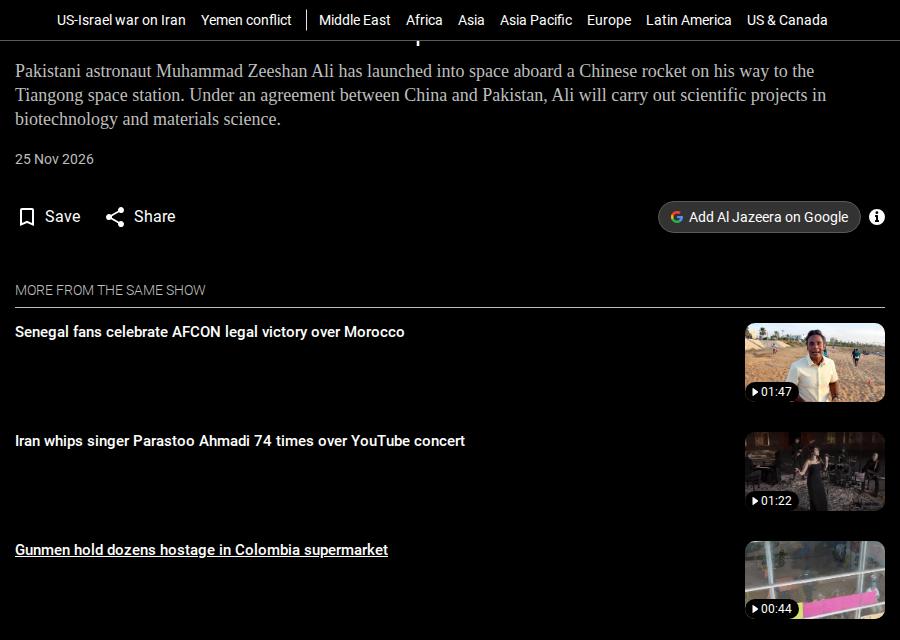 US-Israel war on Iran Yemen conflict Middle East Africa Asia Asia Pacific Europe Latin America US & Canada
Pakistani astronaut Muhammad Zeeshan Ali has launched into space aboard a Chinese rocket on his way to the
Tiangong space station. Under an agreement between China and Pakistan, Ali will carry out scientific projects in
biotechnology and materials science.
25 Nov 2026
Save Share Add Al Jazeera on Google
MORE FROM THE SAME SHOW
Senegal fans celebrate AFCON legal victory over Morocco
01:47
Iran whips singer Parastoo Ahmadi 74 times over YouTube concert
01:22
Gunmen hold dozens hostage in Colombia supermarket
00:44